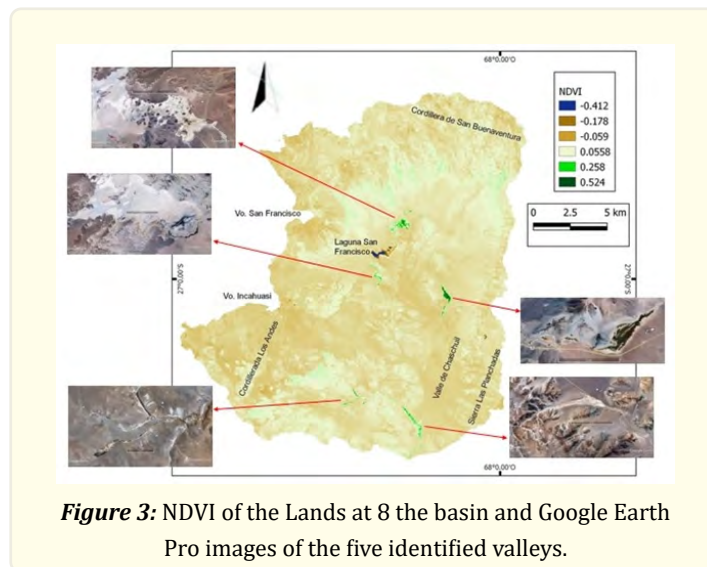 68°0.00'O
NDVI
-0.412
-0.178
-0.059
0.0558
0.258
0.524
Cordillera de San Buenaventura
0 2.5 5 km
Vo. San Francisco
Laguna San
Francisco
27°0.00'S
27°0.00'S
Vo. Incahuasi
Cordillerada Los Andes
Valle de Chaschuil
Sierra Las Planchadas
68°0.00'O
Figure 3: NDVI of the Lands at 8 the basin and Google Earth
Pro images of the five identified valleys.